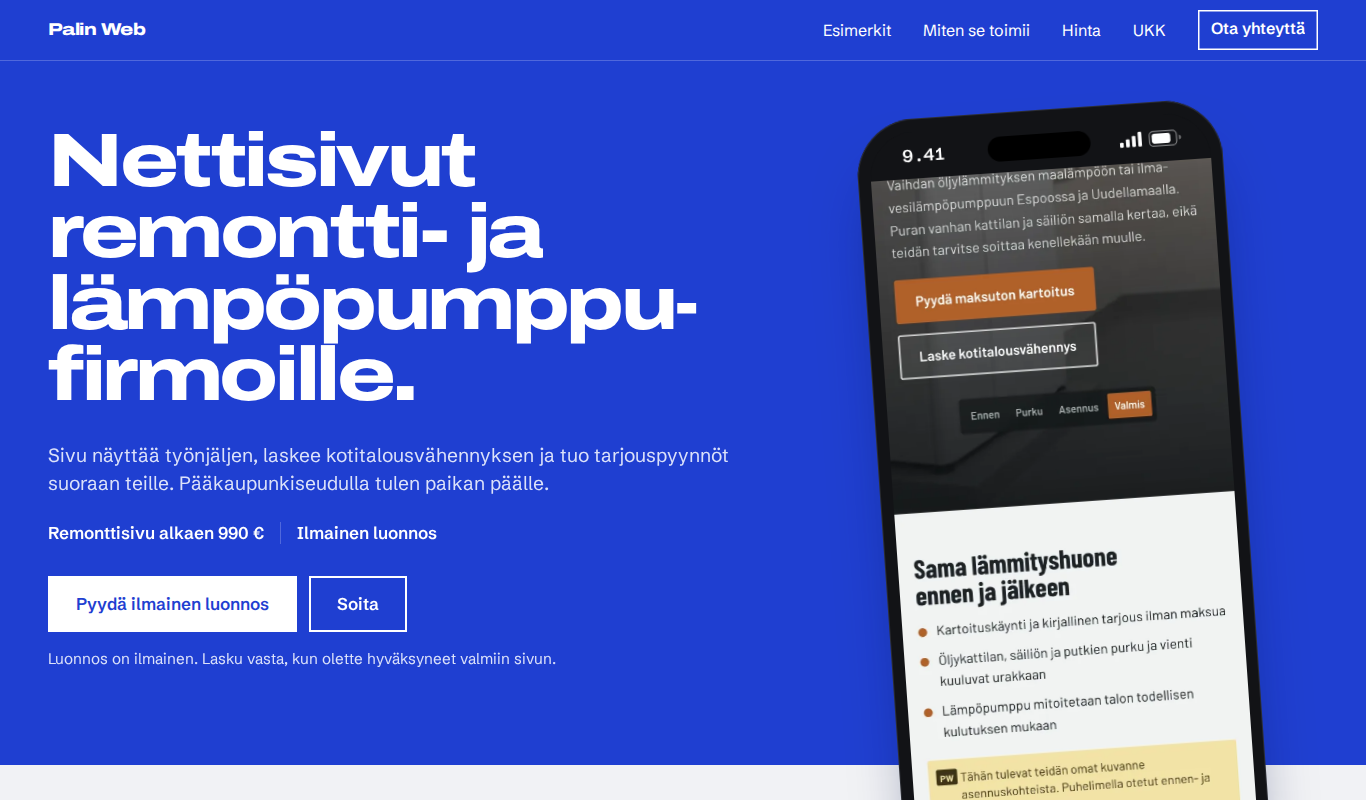 Palin Web
Esimerkit
Miten se toimii
Hinta
UKK
Ota yhteyttä
Nettisivut
remontti- ja
lämpöpumppu-
firmoille.
Sivu näyttää työnjäljen, laskee kotitalousvähennyksen ja tuo tarjouspyynnöt
suoraan teille. Pääkaupunkiseudulla tulen paikan päälle.
Remonttisivu alkaen 990 €
Ilmainen luonnos
Pyydä ilmainen luonnos
Soita
Luonnos on ilmainen. Lasku vasta, kun olette hyväksyneet valmiin sivun.
9.41
Vaihdan öljylämmityksen maalämpöön tai ilma-
vesilämpöpumppuun Espoossa ja Uudellamaalla.
Puran vanhan kattilan ja säiliön samalla kertaa, eikä
teidän tarvitse soittaa kenellekään muulle.
Pyydä maksuton kartoitus
Laske kotitalousvähennys
Ennen
Purku
Asennus
Valmis
Sama lämmityshuone
ennen ja jälkeen
Kartoituskäynti ja kirjallinen tarjous ilman maksua
Öljykattilan, säiliön ja putkien purku ja vienti
kuuluvat urakkaan
Lämpöpumppu mitoitetaan talon todellisen
kulutuksen mukaan
PW Tähän tulevat teidän omat kuvanne
asennuskohteista. Puhelimella otetut ennen- ja